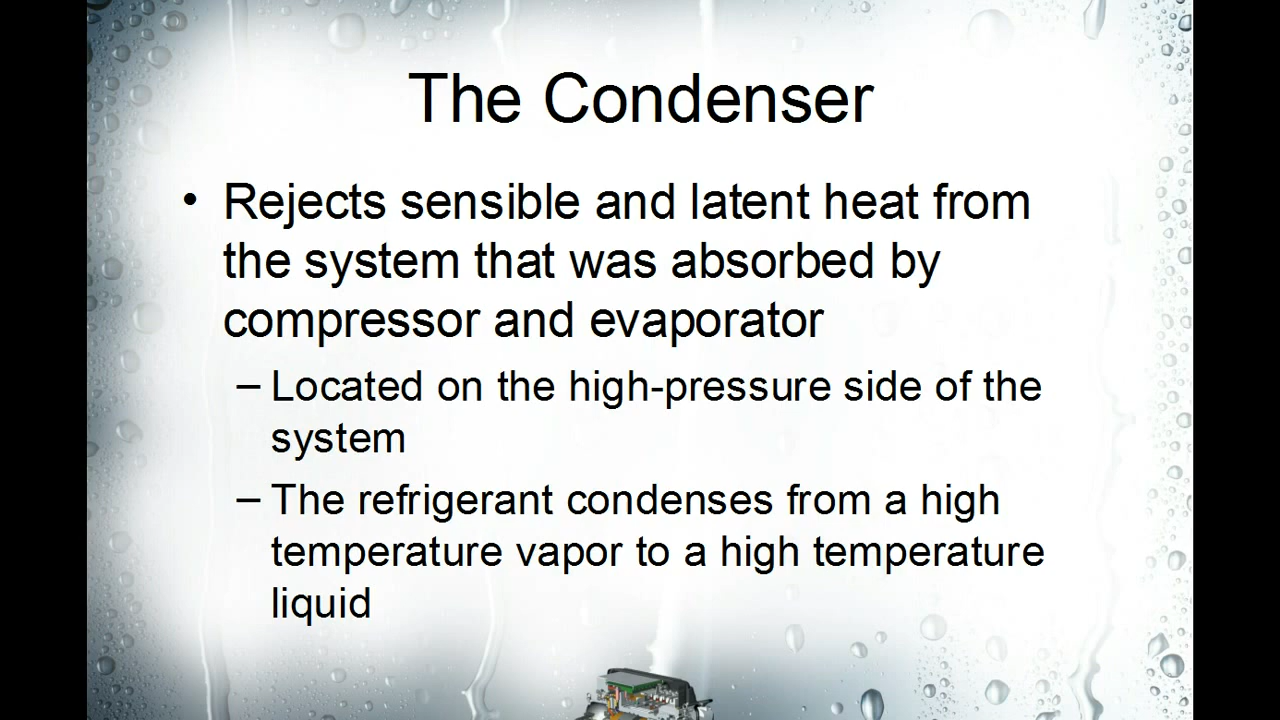 The Condenser
• Rejects sensible and latent heat from
the system that was absorbed by
compressor and evaporator
– Located on the high-pressure side of the
system
– The refrigerant condenses from a high
temperature vapor to a high temperature
liquid